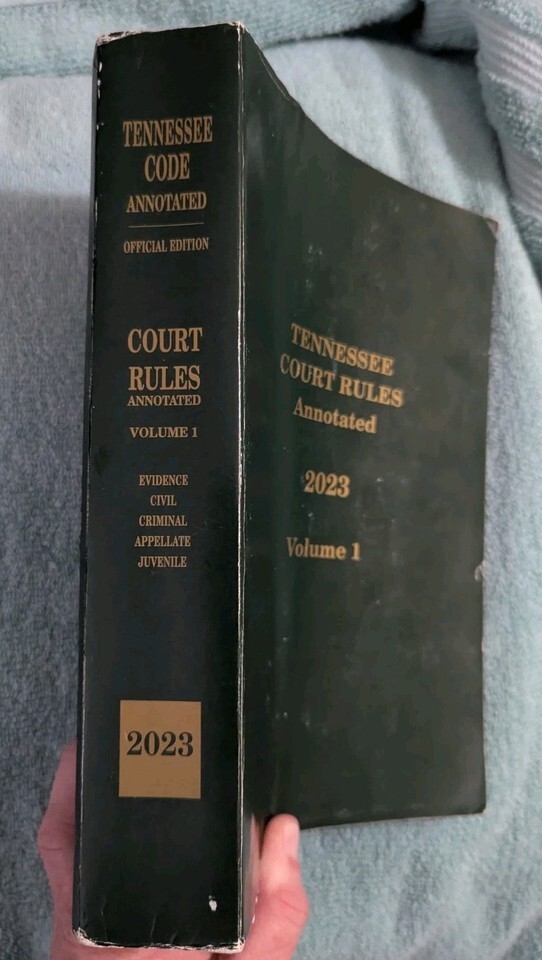 TENNESSEE
CODE
ANNOTATED
OFFICIAL EDITION
COURT
RULES
ANNOTATED
VOLUME 1
EVIDENCE
CIVIL
CRIMINAL
APPELLATE
JUVENILE
2023
TENNESSEE
COURT RULES
Annotated
2023
Volume 1